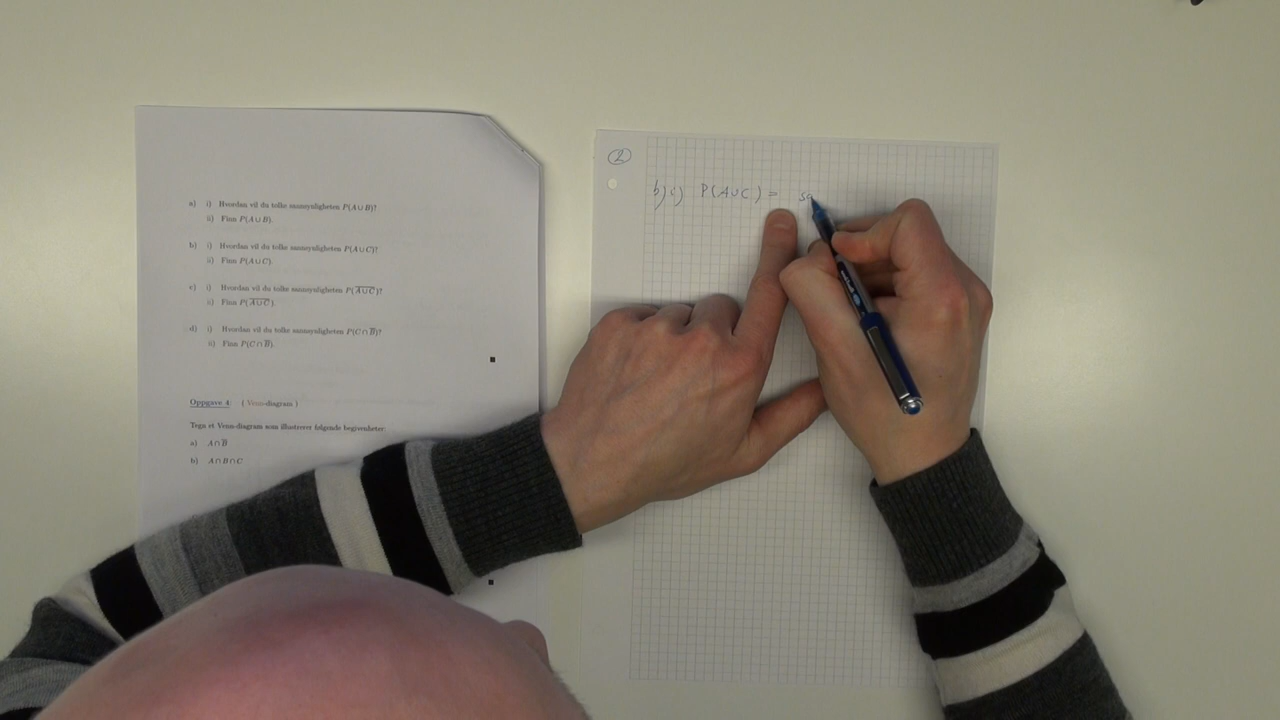 a) i) Hvordan vil du tolke sannsynligheten P(A∪B)?
ii) Finn P(A∪B).
b) i) Hvordan vil du tolke sannsynligheten P(A∪C)?
ii) Finn P(A∪C).
c) i) Hvordan vil du tolke sannsynligheten P(A̅∪̅C̅)?
ii) Finn P(A̅∪̅C̅).
d) i) Hvordan vil du tolke sannsynligheten P(C∩B̅)?
ii) Finn P(C∩B̅).
Oppgave 4: ( Venn-diagram )
Tegn et Venn-diagram som illustrerer følgende begivenheter:
a) A∩B̅
b) A∩B∩C
2
b) i) P(A∪C) = sa